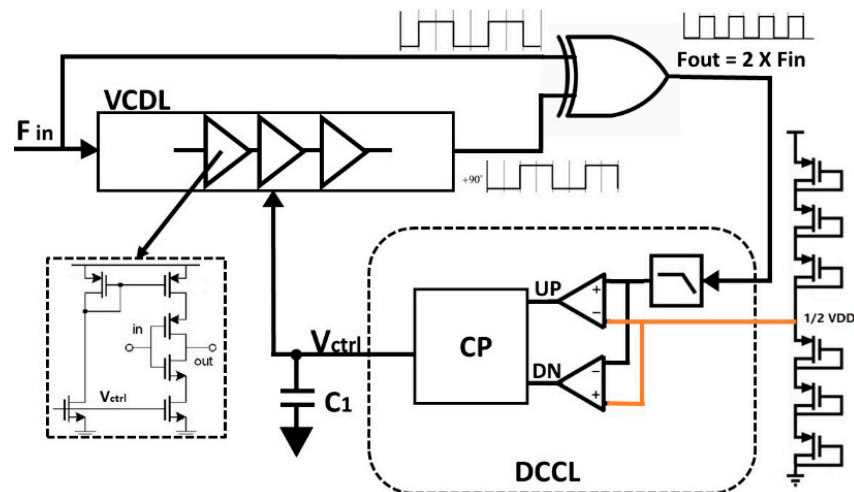 Fout = 2 X Fin
VCDL
F in
+90°
UP
+
−
1/2 VDD
in
out
Vctrl
Vctrl
CP
DN
−
+
C1
DCCL